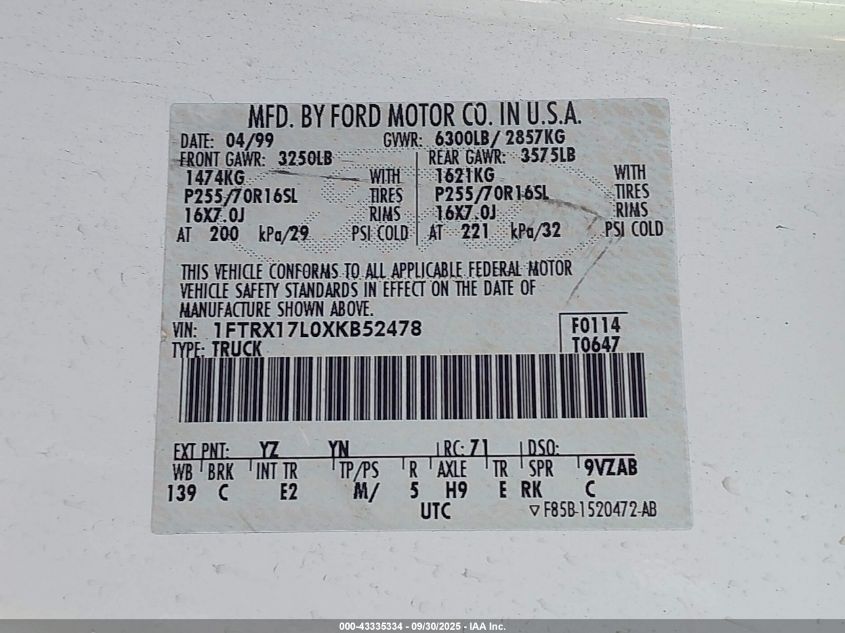 MFD. BY FORD MOTOR CO. IN U.S.A.
DATE: 04/99 GVWR: 6300LB/ 2857KG
FRONT GAWR: 3250LB REAR GAWR: 3575LB
1474KG WITH 1621KG WITH
P255/70R16SL TIRES P255/70R16SL TIRES
16X7.0J RIMS 16X7.0J RIMS
AT 200 kPa/29 PSI COLD AT 221 kPa/32 PSI COLD
THIS VEHICLE CONFORMS TO ALL APPLICABLE FEDERAL MOTOR
VEHICLE SAFETY STANDARDS IN EFFECT ON THE DATE OF
MANUFACTURE SHOWN ABOVE.
VIN: 1FTRX17L0XKB52478 F0114
TYPE: TRUCK T0647
EXT PNT: YZ YN RC: 71 DSO:
WB BRK INT TR TP/PS R AXLE TR SPR 9VZAB
139 C E2 M/ 5 H9 E RK C
UTC ▽ F85B-1520472-AB
000-43335334 - 09/30/2025 - IAA Inc.